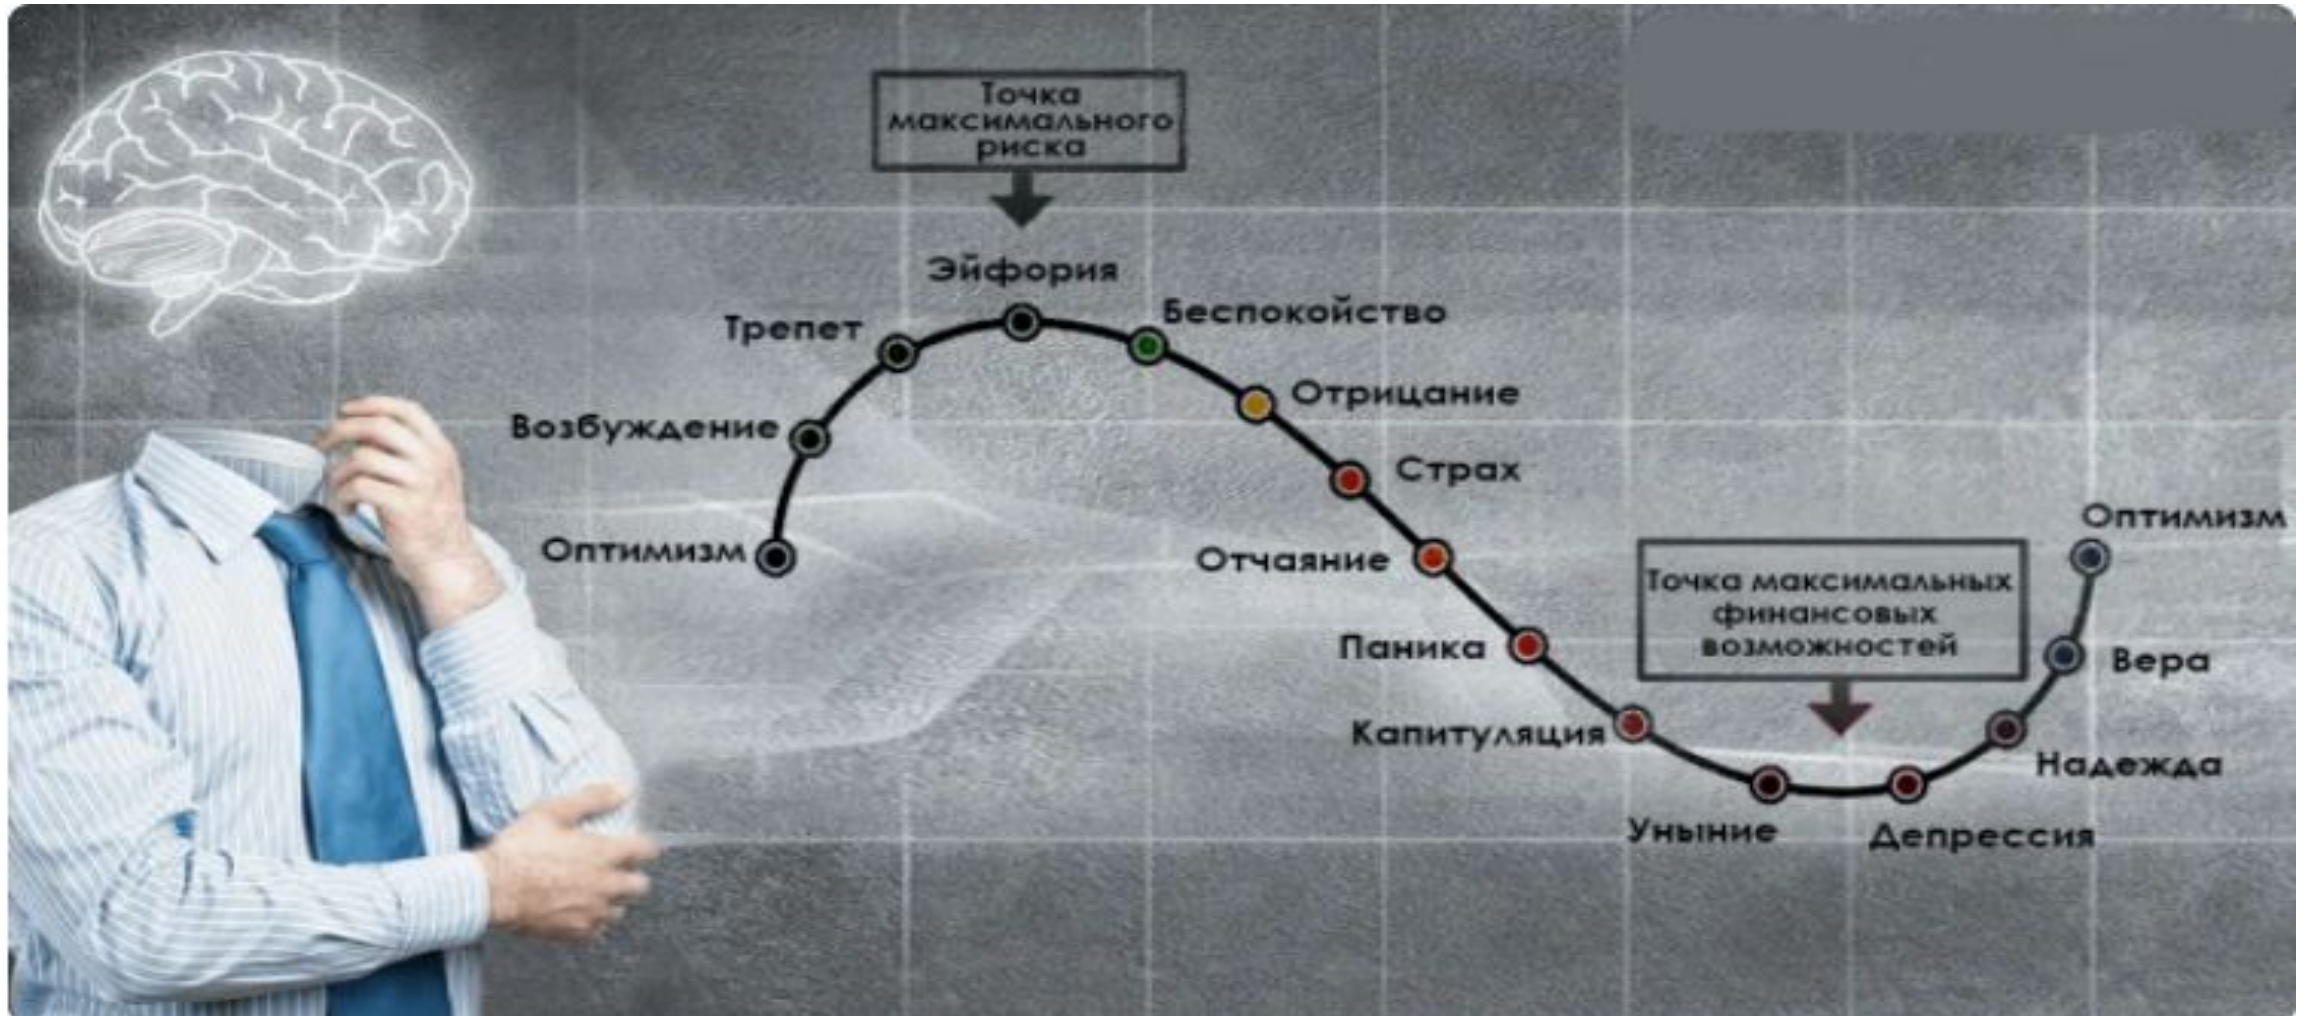 Точка
максимального
риска
Эйфория
Трепет
Беспокойство
Возбуждение
Отрицание
Страх
Оптимизм
Отчаяние
Паника
Капитуляция
Уныние
Депрессия
Точка максимальных
финансовых
возможностей
Надежда
Вера
Оптимизм